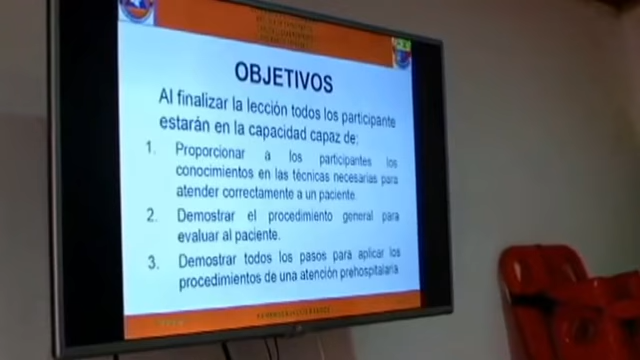 OBJETIVOS
Al finalizar la lección todos los participante
estarán en la capacidad capaz de:
1. Proporcionar a los participantes los
conocimientos en las técnicas necesarias para
atender correctamente a un paciente.
2. Demostrar el procedimiento general para
evaluar al paciente.
3. Demostrar todos los pasos para aplicar los
procedimientos de una atención prehospitalaria